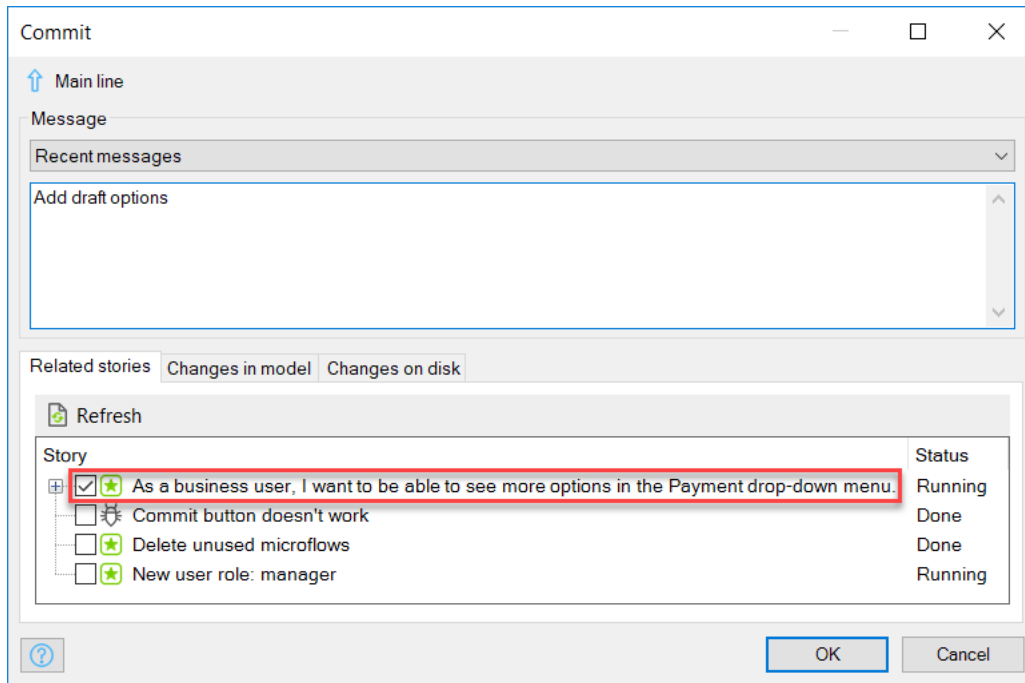 Commit
Main line
Message
Recent messages
Add draft options
Related stories Changes in model Changes on disk
Refresh
Story Status
As a business user, I want to be able to see more options in the Payment drop-down menu. Running
Commit button doesn't work Done
Delete unused microflows Done
New user role: manager Running
? OK Cancel